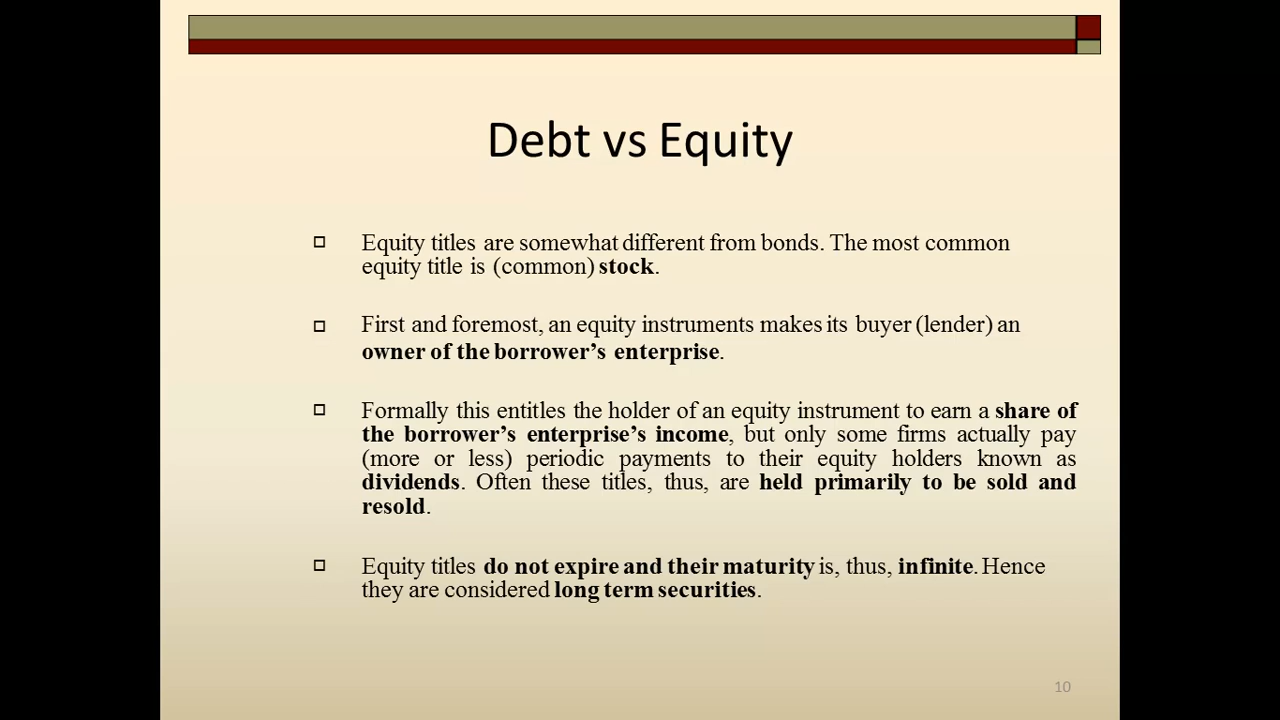 Debt vs Equity
Equity titles are somewhat different from bonds. The most common
equity title is (common) stock.
First and foremost, an equity instruments makes its buyer (lender) an
owner of the borrower’s enterprise.
Formally this entitles the holder of an equity instrument to earn a share of
the borrower’s enterprise’s income, but only some firms actually pay
(more or less) periodic payments to their equity holders known as
dividends. Often these titles, thus, are held primarily to be sold and
resold.
Equity titles do not expire and their maturity is, thus, infinite. Hence
they are considered long term securities.
10